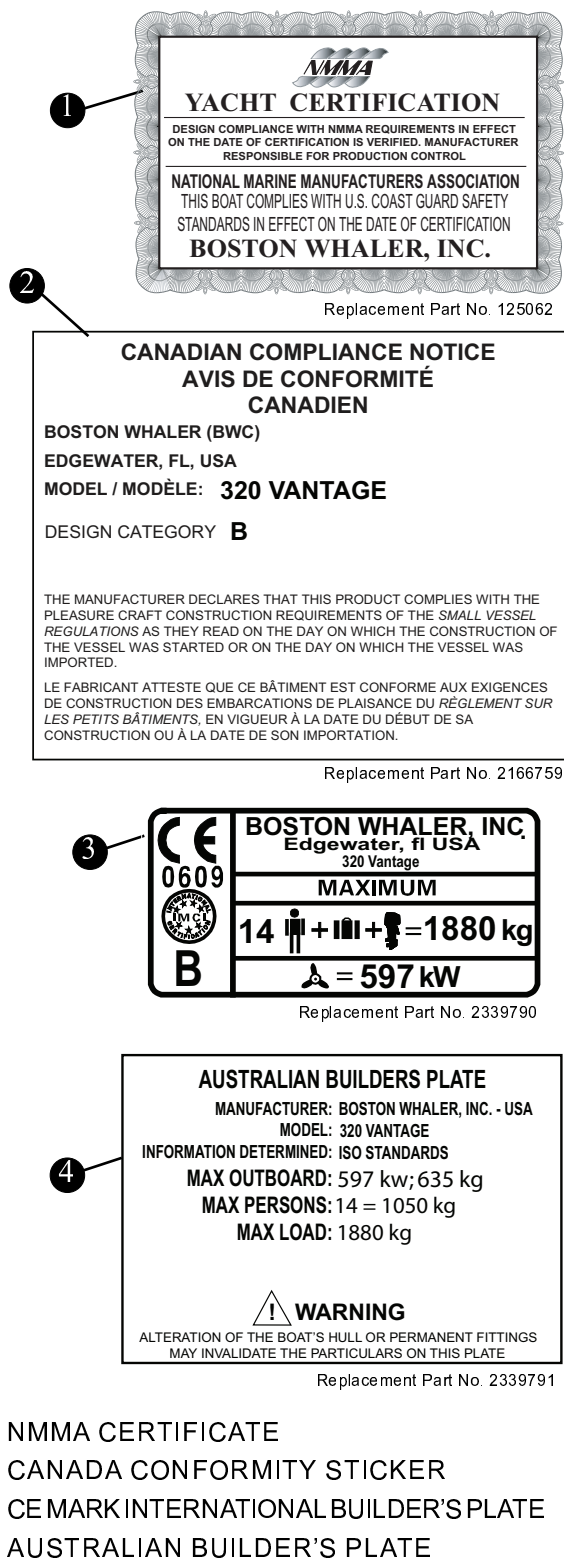 1
NMMA
YACHT CERTIFICATION
DESIGN COMPLIANCE WITH NMMA REQUIREMENTS IN EFFECT
ON THE DATE OF CERTIFICATION IS VERIFIED. MANUFACTURER
RESPONSIBLE FOR PRODUCTION CONTROL
NATIONAL MARINE MANUFACTURERS ASSOCIATION
THIS BOAT COMPLIES WITH U.S. COAST GUARD SAFETY
STANDARDS IN EFFECT ON THE DATE OF CERTIFICATION
BOSTON WHALER, INC.
Replacement Part No. 125062
2
CANADIAN COMPLIANCE NOTICE
AVIS DE CONFORMITÉ
CANADIEN
BOSTON WHALER (BWC)
EDGEWATER, FL, USA
MODEL / MODÈLE: 320 VANTAGE
DESIGN CATEGORY B
THE MANUFACTURER DECLARES THAT THIS PRODUCT COMPLIES WITH THE
PLEASURE CRAFT CONSTRUCTION REQUIREMENTS OF THE SMALL VESSEL
REGULATIONS AS THEY READ ON THE DAY ON WHICH THE CONSTRUCTION OF
THE VESSEL WAS STARTED OR ON THE DAY ON WHICH THE VESSEL WAS
IMPORTED.
LE FABRICANT ATTESTE QUE CE BÂTIMENT EST CONFORME AUX EXIGENCES
DE CONSTRUCTION DES EMBARCATIONS DE PLAISANCE DU RÈGLEMENT SUR
LES PETITS BÂTIMENTS, EN VIGUEUR À LA DATE DU DÉBUT DE SA
CONSTRUCTION OU À LA DATE DE SON IMPORTATION.
Replacement Part No. 2166759
3
CE
0609
INTERNATIONAL
IMCI
CERTIFICATION
B
BOSTON WHALER, INC.
Edgewater, fl USA
320 Vantage
MAXIMUM
14 + + =1880 kg
= 597 kW
Replacement Part No. 2339790
4
AUSTRALIAN BUILDERS PLATE
MANUFACTURER: BOSTON WHALER, INC. - USA
MODEL: 320 VANTAGE
INFORMATION DETERMINED: ISO STANDARDS
MAX OUTBOARD: 597 kw; 635 kg
MAX PERSONS: 14 = 1050 kg
MAX LOAD: 1880 kg
! WARNING
ALTERATION OF THE BOAT'S HULL OR PERMANENT FITTINGS
MAY INVALIDATE THE PARTICULARS ON THIS PLATE
Replacement Part No. 2339791
NMMA CERTIFICATE
CANADA CONFORMITY STICKER
CE MARK INTERNATIONAL BUILDER'S PLATE
AUSTRALIAN BUILDER'S PLATE